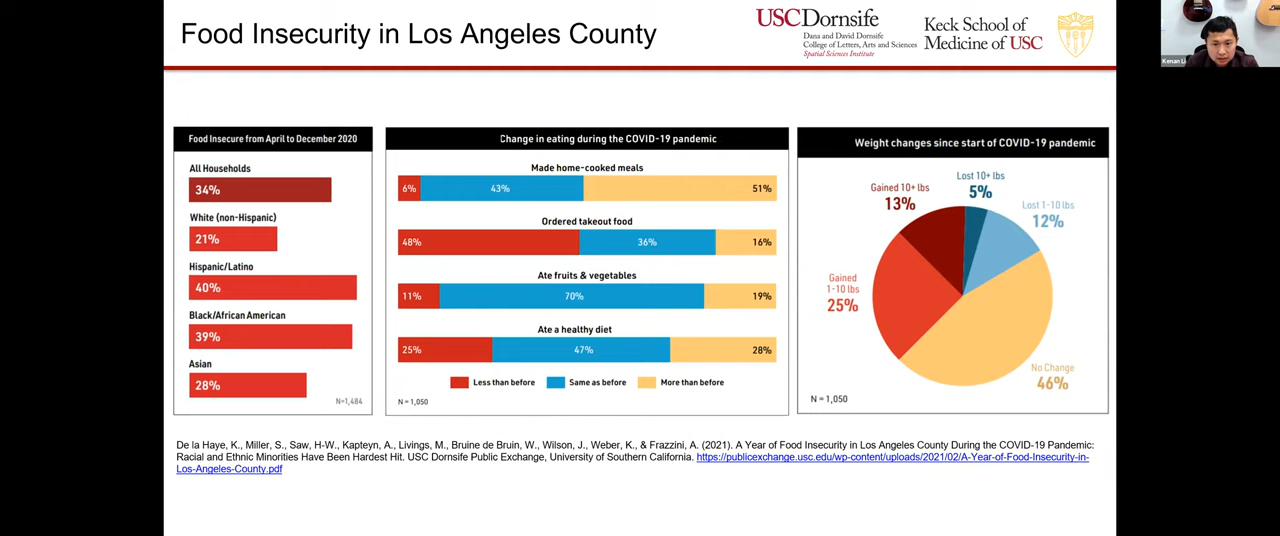 Food Insecurity in Los Angeles County
USC Dornsife
Dana and David Dornsife
College of Letters, Arts and Sciences
Spatial Sciences Institute
Keck School of
Medicine of USC
Kenan Li
Food Insecure from April to December 2020
All Households
34%
White (non-Hispanic)
21%
Hispanic/Latino
40%
Black/African American
39%
Asian
28%
N=1,484
Change in eating during the COVID-19 pandemic
Made home-cooked meals
6% 43% 51%
Ordered takeout food
48% 36% 16%
Ate fruits & vegetables
11% 70% 19%
Ate a healthy diet
25% 47% 28%
Less than before Same as before More than before
N = 1,050
Weight changes since start of COVID-19 pandemic
Lost 10+ lbs
5%
Gained 10+ lbs
13%
Lost 1-10 lbs
12%
Gained
1-10 lbs
25%
No Change
46%
N = 1,050
De la Haye, K., Miller, S., Saw, H-W., Kapteyn, A., Livings, M., Bruine de Bruin, W., Wilson, J., Weber, K., & Frazzini, A. (2021). A Year of Food Insecurity in Los Angeles County During the COVID-19 Pandemic:
Racial and Ethnic Minorities Have Been Hardest Hit. USC Dornsife Public Exchange, University of Southern California. https://publicexchange.usc.edu/wp-content/uploads/2021/02/A-Year-of-Food-Insecurity-in-
Los-Angeles-County.pdf